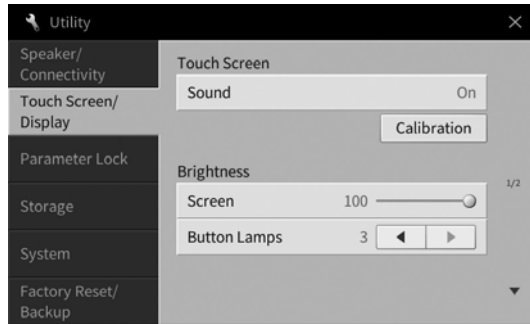 Utility
Speaker/
Connectivity
Touch Screen/
Display
Parameter Lock
Storage
System
Factory Reset/
Backup
Touch Screen
Sound On
Calibration
Brightness
Screen 100
Button Lamps 3
1/2